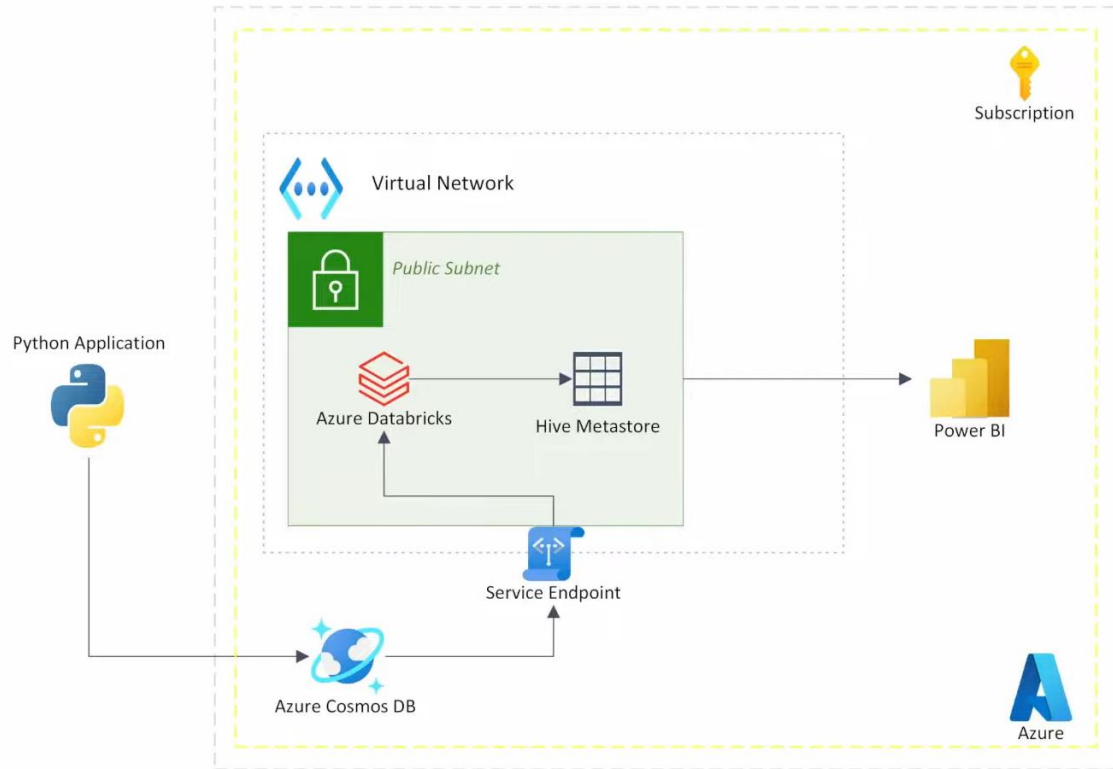 Subscription
Virtual Network
Public Subnet
Python Application
Azure Databricks
Hive Metastore
Power BI
Service Endpoint
Azure Cosmos DB
Azure